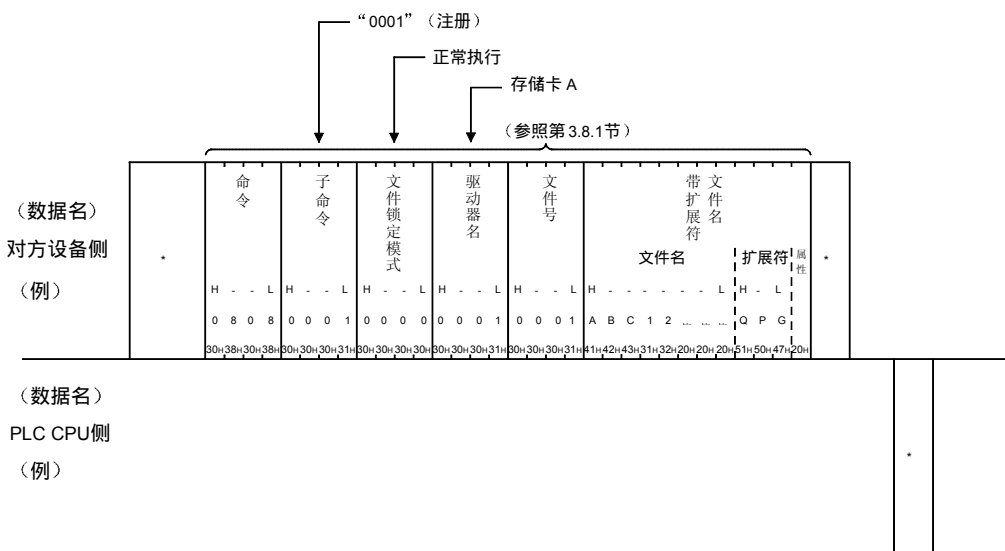 “0001”（注册）
正常执行
存储卡 A
（参照第 3.8.1节）
（数据名）
对方设备侧
（例）
*
命令
子命令
文件锁定模式
驱动器名
文件号
带扩展符文件名
文件名
扩展符
属性
*
H - - L H - - L H - - L H - - L H - - L H - - - - - - L H - L
0 8 0 8 0 0 0 1 0 0 0 0 0 0 0 1 0 0 0 1 A B C 1 2 ﹍ ﹍ ﹍ Q P G
30H 38H 30H 38H 30H 30H 30H 31H 30H 30H 30H 30H 30H 30H 30H 31H 30H 30H 30H 31H 41H 42H 43H 31H 32H 20H 20H 20H 51H 50H 47H 20H
（数据名）
PLC CPU侧
（例）
*